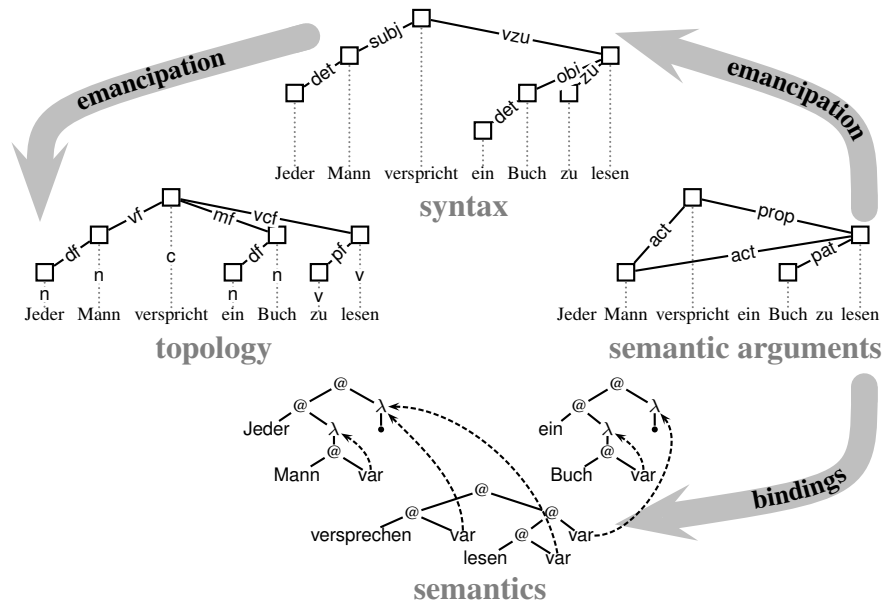 subj
vzu
det
obj
zu
det
emancipation
emancipation
Jeder Mann verspricht ein Buch zu lesen
syntax
vf
mf
vcf
df
df
pf
n
n
c
n
n
v
v
Jeder Mann verspricht ein Buch zu lesen
topology
act
prop
act
pat
Jeder Mann verspricht ein Buch zu lesen
semantic arguments
@ @
@ λ @ λ
Jeder λ ein λ
@ @
Mann var Buch var
@
@ @
versprechen var @ var
lesen var
bindings
semantics